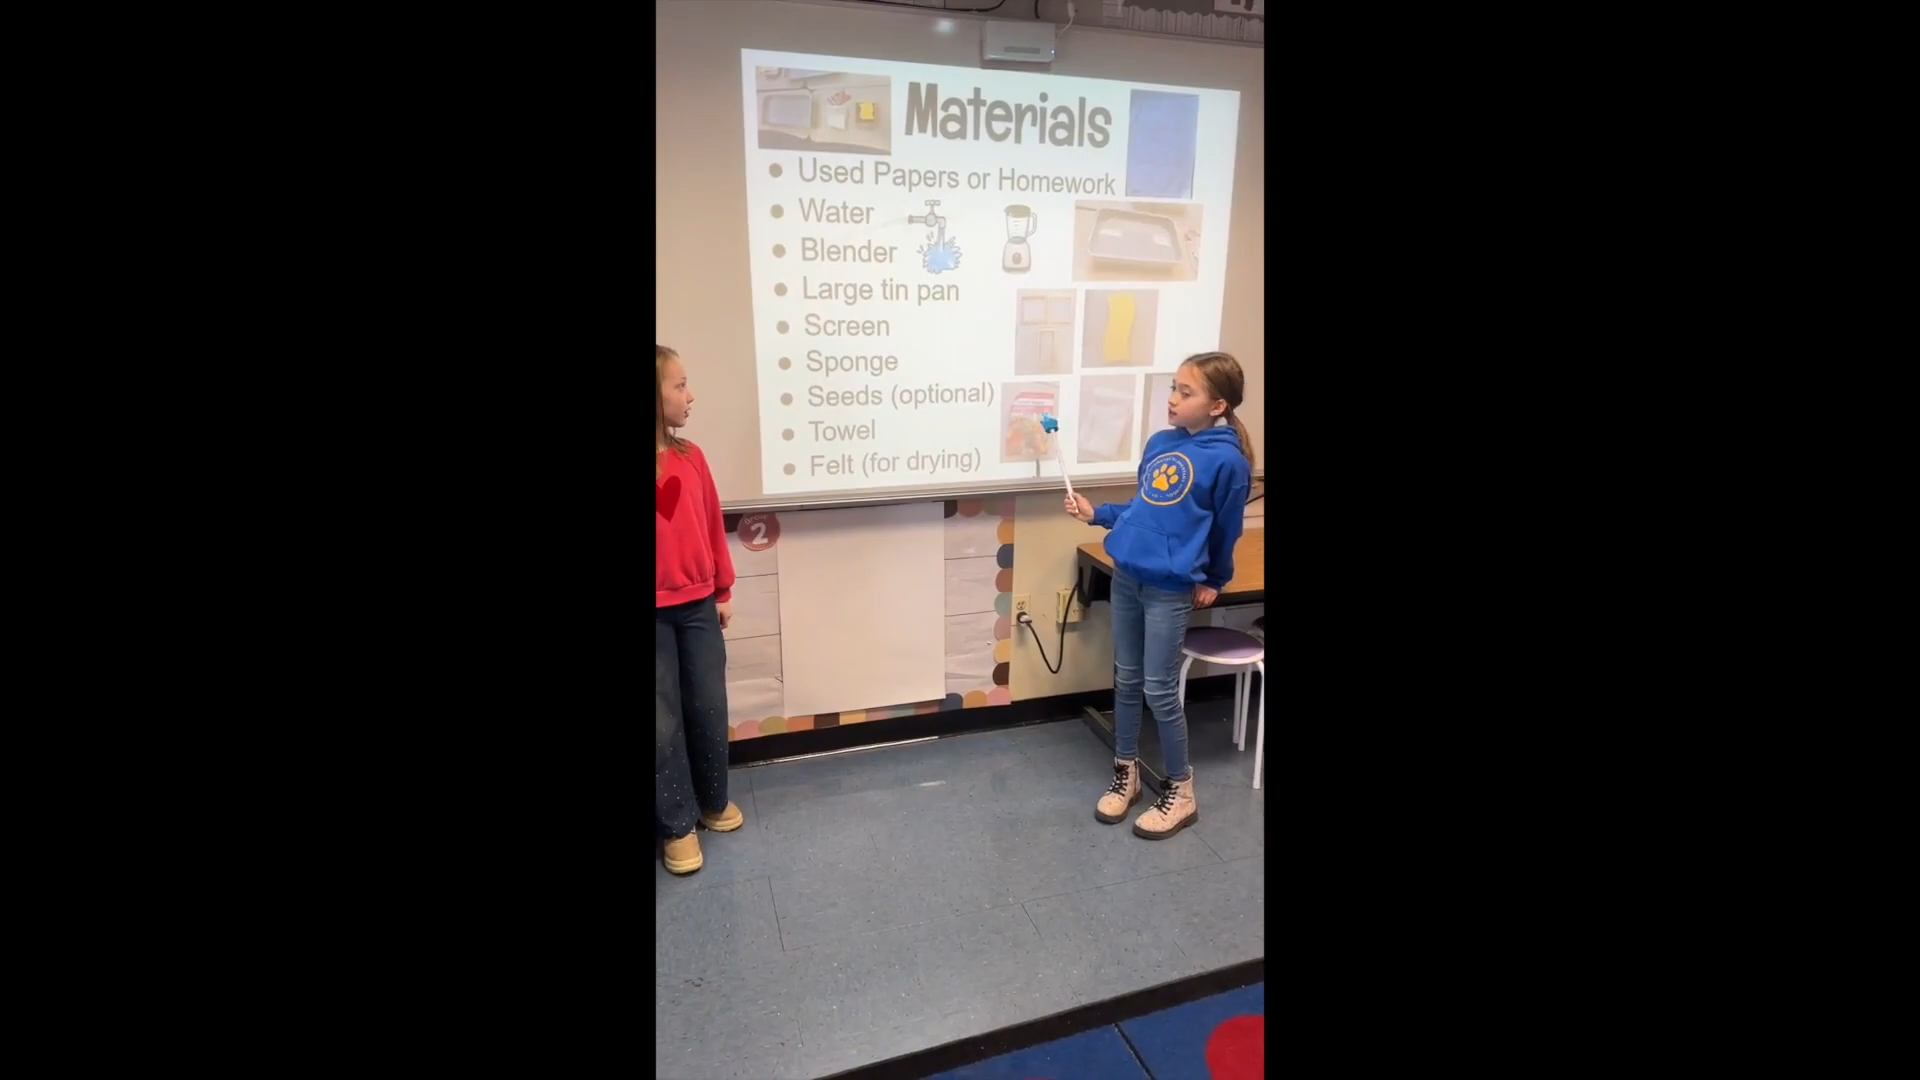 Materials
Used Papers or Homework
Water
Blender
Large tin pan
Screen
Sponge
Seeds (optional)
Towel
Felt (for drying)
2